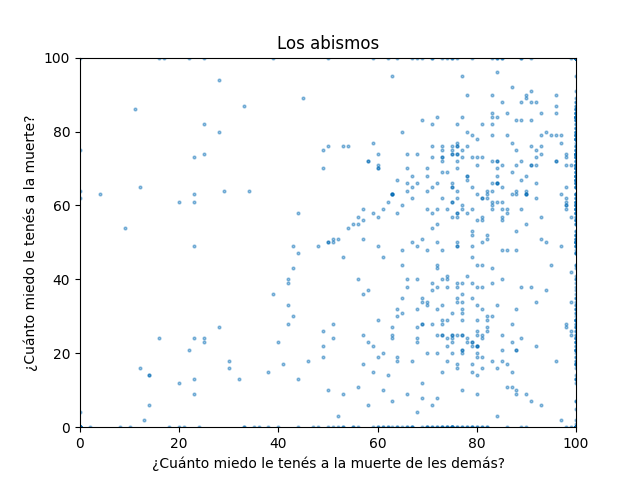 Los abismos
100
80
60
40
20
0
¿Cuánto miedo le tenés a la muerte?
0 20 40 60 80 100
¿Cuánto miedo le tenés a la muerte de les demás?